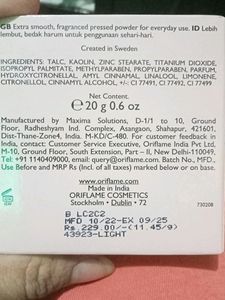 GB Extra smooth, fragranced pressed powder for everyday use. ID Lebih
lembut, bedak harum untuk penggunaan sehari-hari.
Created in Sweden
INGREDIENTS: TALC, KAOLIN, ZINC STEARATE, TITANIUM DIOXIDE,
ISOPROPYL PALMITATE, METHYLPARABEN, PROPYLPARABEN, PARFUM,
HYDROXYCITRONELLAL, AMYL CINNAMAL, LINALOOL, LIMONENE,
CITRONELLOL, CINNAMYL ALCOHOL, +/- CI 77491, CI 77492, CI 77499
e Net content:
20 g 0.6 oz
Manufactured by Maxima Solutions, D-1/1 to 10, Ground
Floor, Radheshyam Ind. Complex, Asangaon, Shahapur, 421601,
Dist-Thane-Zone4, India. M-KD/C-480. For customer feedback in
India, contact: Customer Service Executive, Oriflame India Pvt Ltd.
M-10, Ground Floor, South Extension, Part – II, New Delhi-110049,
Tel: +91 1140409000, email: query@oriflame.com. Batch No., MFD.,
Use Before and MRP Rs (Incl. of all taxes) marked below or on base.
www.oriflame.com
Made in India
ORIFLAME COSMETICS
Stockholm • Dublin • 72
730208
B LC2C2
MFD 10/22-EX 09/25
Rs.229.00/-(11.45/g)
43923-LIGHT